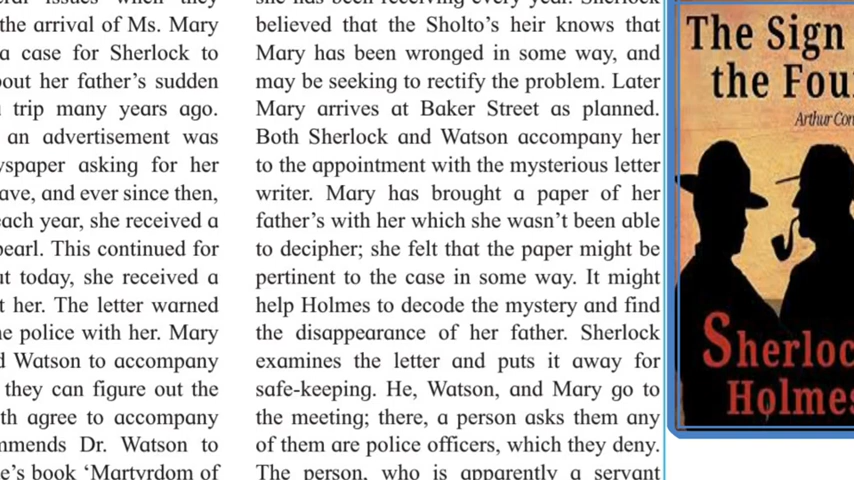 the arrival of Ms. Mary
a case for Sherlock to
her father's sudden
trip many years ago.
an advertisement was
asking for her
and ever since then,
each year, she received a
pearl. This continued for
today, she received a
her. The letter warned
police with her. Mary
Watson to accompany
they can figure out the
agree to accompany
Dr. Watson to
book ‘Martyrdom of
she has been receiving every year. Sherlock
believed that the Sholto's heir knows that
Mary has been wronged in some way, and
may be seeking to rectify the problem. Later
Mary arrives at Baker Street as planned.
Both Sherlock and Watson accompany her
to the appointment with the mysterious letter
writer. Mary has brought a paper of her
father's with her which she wasn't been able
to decipher; she felt that the paper might be
pertinent to the case in some way. It might
help Holmes to decode the mystery and find
the disappearance of her father. Sherlock
examines the letter and puts it away for
safe-keeping. He, Watson, and Mary go to
the meeting; there, a person asks them any
of them are police officers, which they deny.
The person, who is apparently a servant
The Sign
the Fou
Arthur Con
Sherloc
Holmes